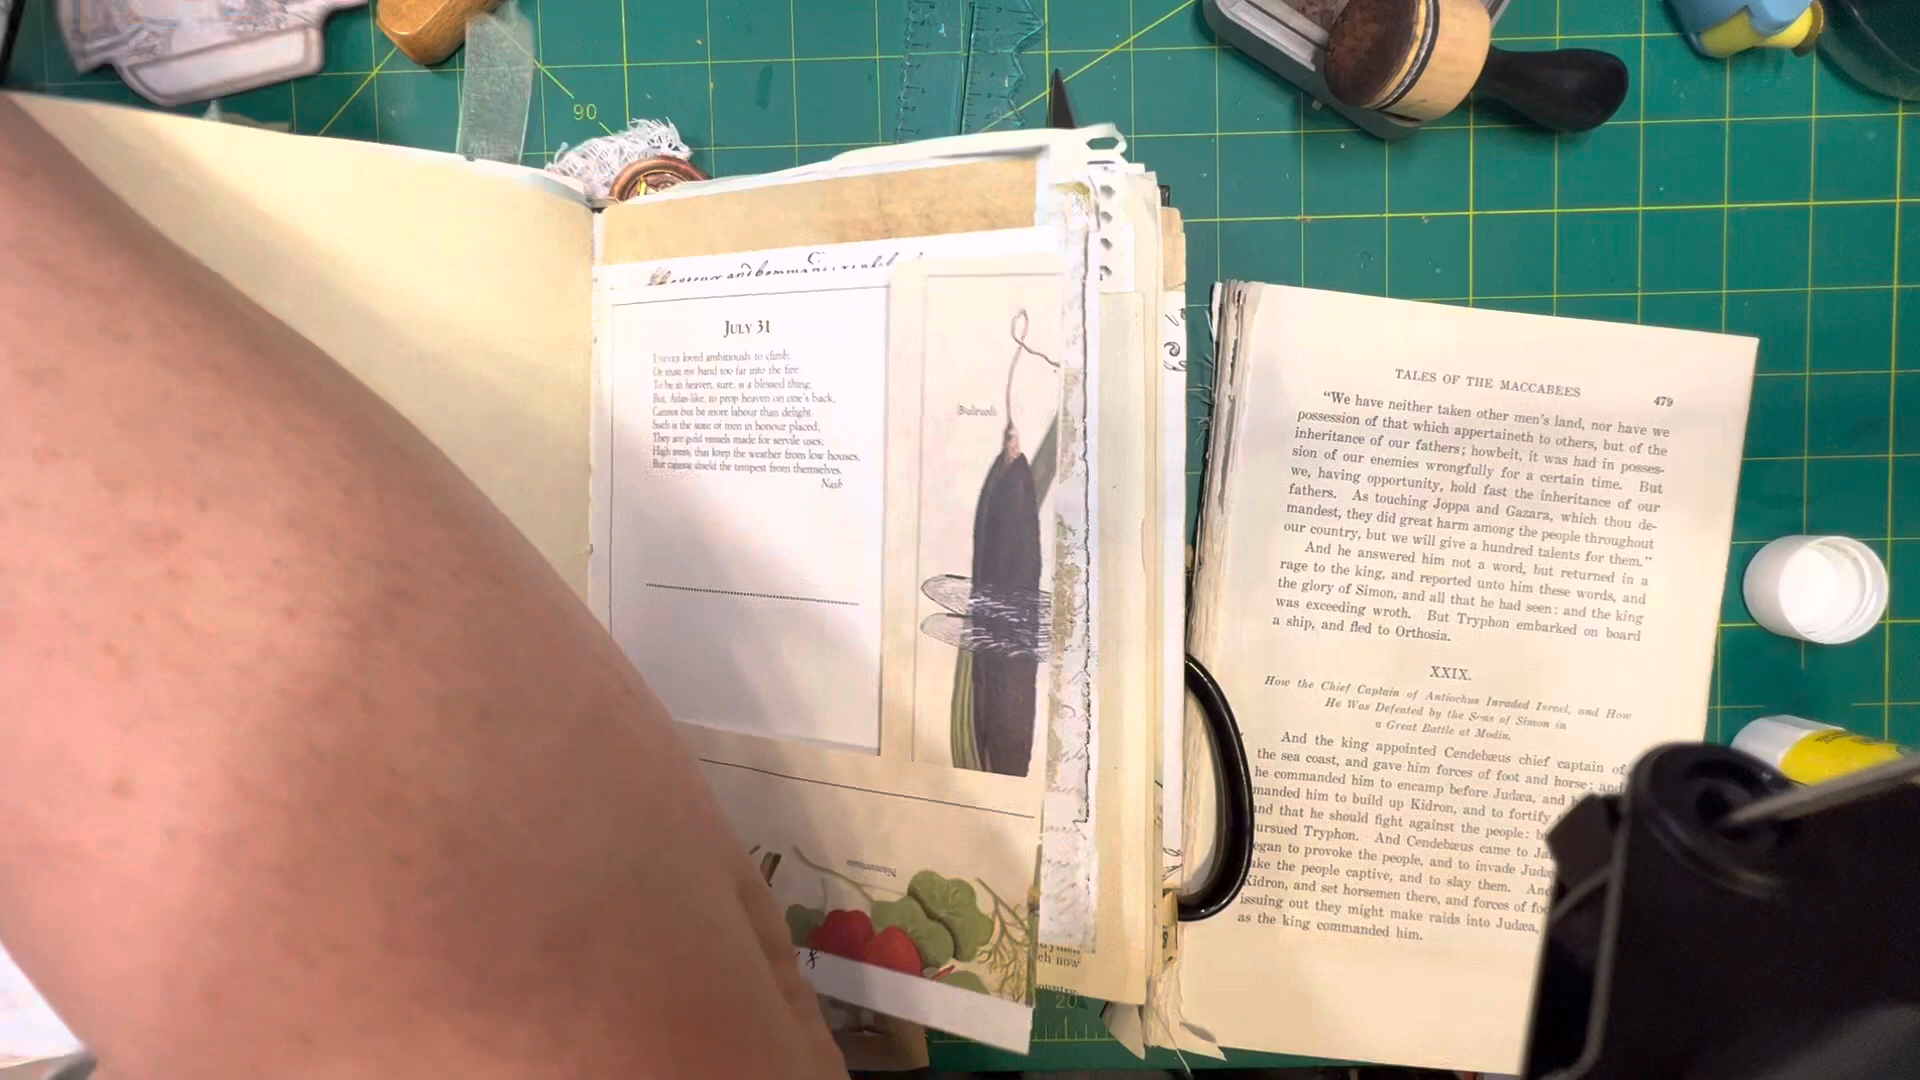 90
JULY 31
I NEVER loved ambitiously to climb,
Or trust my hand too far into the fire.
To be in heaven, sure, is a blessed thing;
But, Atlas-like, to prop heaven on one's back,
Cannot but be more labour than delight.
Such is the state of men in honour placed;
They are gold vessels made for servile uses;
High trees that keep the weather from low houses,
But cannot shield the tempest from themselves.
Nash
Bullrush
ch now
20
TALES OF THE MACCABEES
479
"We have neither taken other men's land, nor have we
possession of that which appertaineth to others, but of the
inheritance of our fathers; howbeit, it was had in posses-
sion of our enemies wrongfully for a certain time. But
we, having opportunity, hold fast the inheritance of our
fathers. As touching Joppa and Gazara, which thou de-
mandest, they did great harm among the people throughout
our country, but we will give a hundred talents for them."
And he answered him not a word, but returned in a
rage to the king, and reported unto him these words, and
the glory of Simon, and all that he had seen: and the king
was exceeding wroth. But Tryphon embarked on board
a ship, and fled to Orthosia.
XXIX.
How the Chief Captain of Antiochus Invaded Israel, and How
He Was Defeated by the Sons of Simon in
a Great Battle at Modin.
And the king appointed Cendebæus chief captain of
the sea coast, and gave him forces of foot and horse: and
he commanded him to encamp before Judæa, and
manded him to build up Kidron, and to fortify
and that he should fight against the people:
ursued Tryphon. And Cendebæus came to
egan to provoke the people, and to invade
ake the people captive, and to slay them. And
Kidron, and set horsemen there, and forces of
issuing out they might make raids into Judæa,
as the king commanded him.